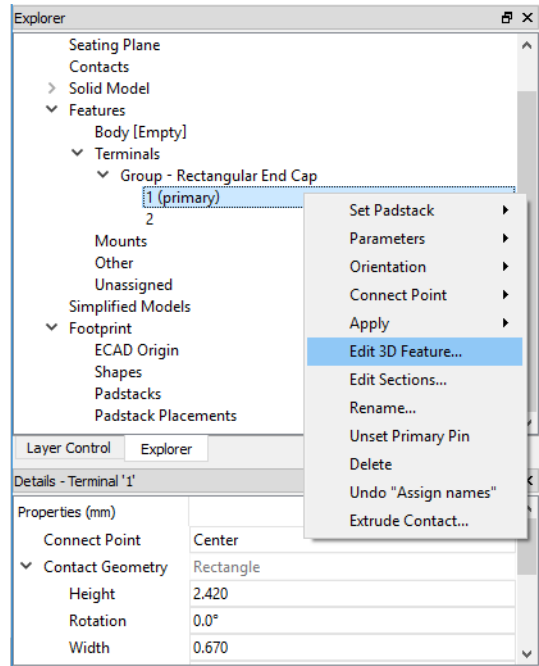 Explorer
Seating Plane
Contacts
Solid Model
Features
Body [Empty]
Terminals
Group - Rectangular End Cap
1 (primary)
2
Mounts
Other
Unassigned
Simplified Models
Footprint
ECAD Origin
Shapes
Padstacks
Padstack Placements
Set Padstack
Parameters
Orientation
Connect Point
Apply
Edit 3D Feature...
Edit Sections...
Rename...
Unset Primary Pin
Delete
Undo "Assign names"
Extrude Contact...
Layer Control Explorer
Details - Terminal '1'
Properties (mm)
Connect Point Center
Contact Geometry Rectangle
Height 2.420
Rotation 0.0°
Width 0.670